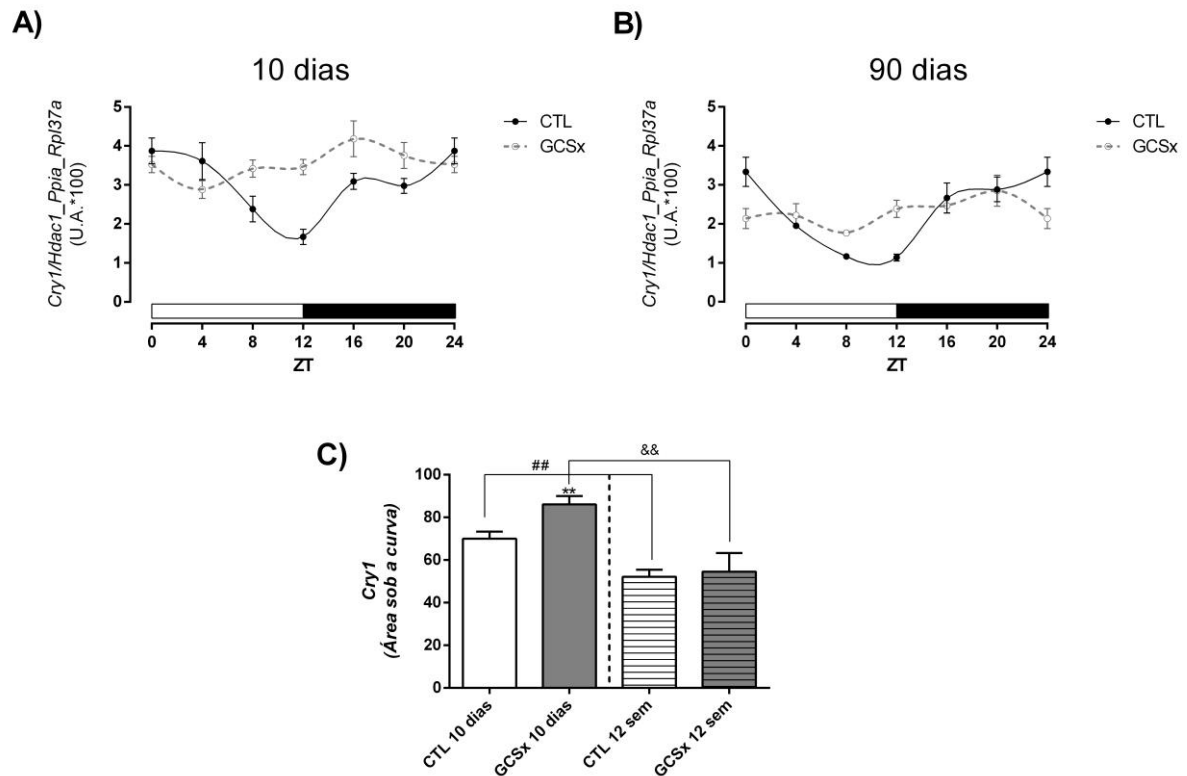 A)
10 dias
Cry1/Hdac1_Ppia_Rpl37a
(U.A.*100)
5
4
3
2
1
0
CTL
GCSx
0 4 8 12 16 20 24
ZT
B)
90 dias
Cry1/Hdac1_Ppia_Rpl37a
(U.A.*100)
5
4
3
2
1
0
CTL
GCSx
0 4 8 12 16 20 24
ZT
C)
Cry1
(Área sob a curva)
100
80
60
40
20
0
##
&&
**
CTL 10 dias
GCSx 10 dias
CTL 12 sem
GCSx 12 sem